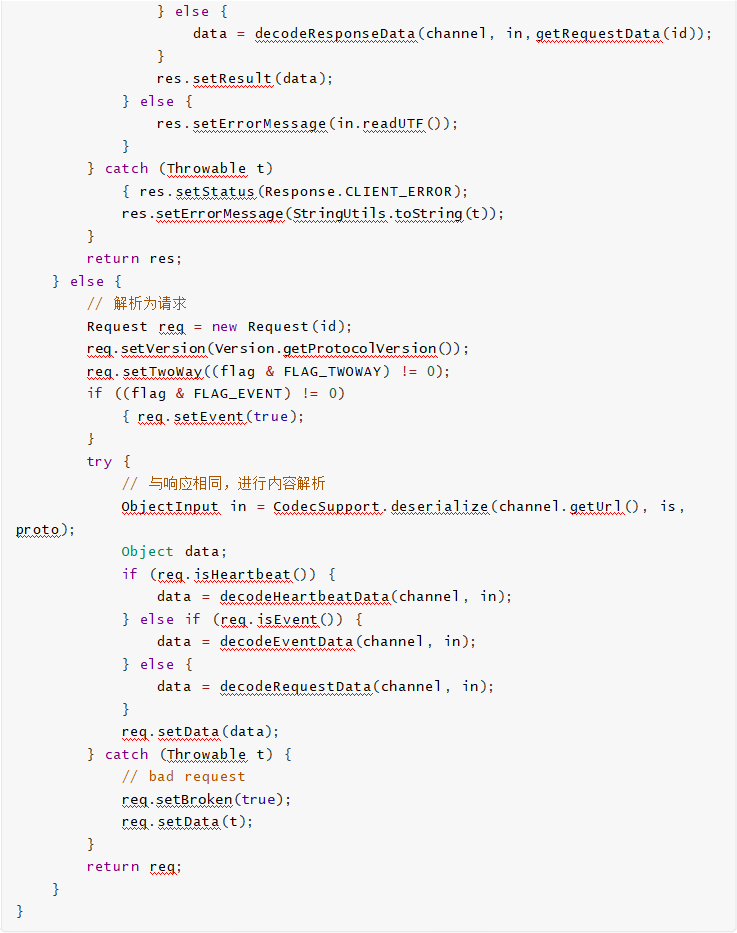 } else {
                    data = decodeResponseData(channel, in,getRequestData(id));
                }
                res.setResult(data);
            } else {
                res.setErrorMessage(in.readUTF());
            }
        } catch (Throwable t)
            { res.setStatus(Response.CLIENT_ERROR);
            res.setErrorMessage(StringUtils.toString(t));
        }
        return res;
    } else {
        // 解析为请求
        Request req = new Request(id);
        req.setVersion(Version.getProtocolVersion());
        req.setTwoWay((flag & FLAG_TWOWAY) != 0);
        if ((flag & FLAG_EVENT) != 0)
            { req.setEvent(true);
        }
        try {
            // 与响应相同，进行内容解析
            ObjectInput in = CodecSupport.deserialize(channel.getUrl(), is,
proto);
            Object data;
            if (req.isHeartbeat()) {
                data = decodeHeartbeatData(channel, in);
            } else if (req.isEvent()) {
                data = decodeEventData(channel, in);
            } else {
                data = decodeRequestData(channel, in);
            }
            req.setData(data);
        } catch (Throwable t) {
            // bad request
            req.setBroken(true);
            req.setData(t);
        }
        return req;
    }
}